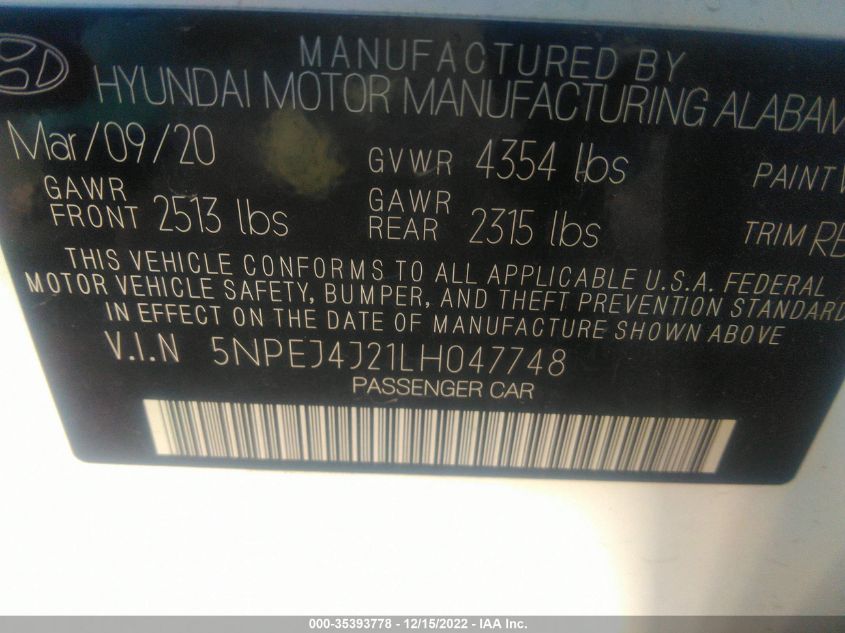 MANUFACTURED BY
HYUNDAI MOTOR MANUFACTURING ALABAM
Mar/09/20
GVWR 4354 lbs
PAINT
GAWR FRONT 2513 lbs
GAWR REAR 2315 lbs
TRIM RE
THIS VEHICLE CONFORMS TO ALL APPLICABLE U.S.A. FEDERAL
MOTOR VEHICLE SAFETY, BUMPER, AND THEFT PREVENTION STANDARD
IN EFFECT ON THE DATE OF MANUFACTURE SHOWN ABOVE
V.I.N 5NPEJ4J21LH047748
PASSENGER CAR
000-35393778 - 12/15/2022 - IAA Inc.